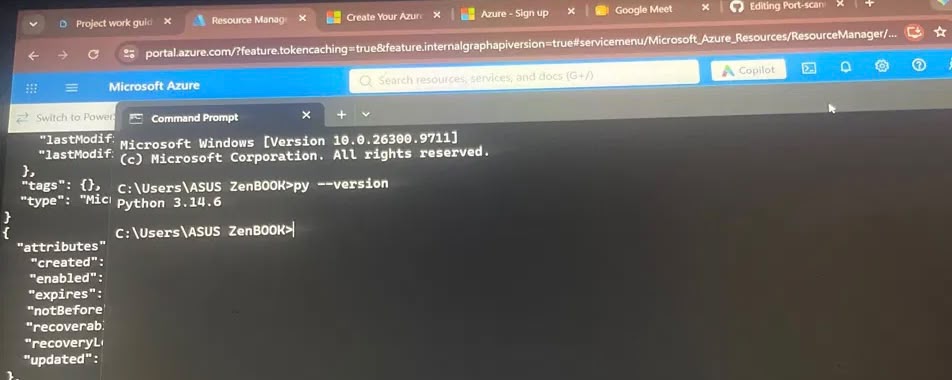 Project work guid
Resource Manag
Create Your Azur
Azure - Sign up
Google Meet
Editing Port-scan
portal.azure.com/?feature.tokencaching=true&feature.internalgraphapiversion=true#servicemenu/Microsoft_Azure_Resources/ResourceManager/...
Microsoft Azure
Search resources, services, and docs (G+/)
Copilot
Switch to Power
Command Prompt
"lastModif
"lastModif
},
"tags": {},
"type": "Mic
}
{
"attributes"
"created":
"enabled":
"expires":
"notBefore
"recoverab
"recoveryL
"updated":
},
Microsoft Windows [Version 10.0.26300.9711]
(c) Microsoft Corporation. All rights reserved.
C:\Users\ASUS ZenBOOK>py --version
Python 3.14.6
C:\Users\ASUS ZenBOOK>